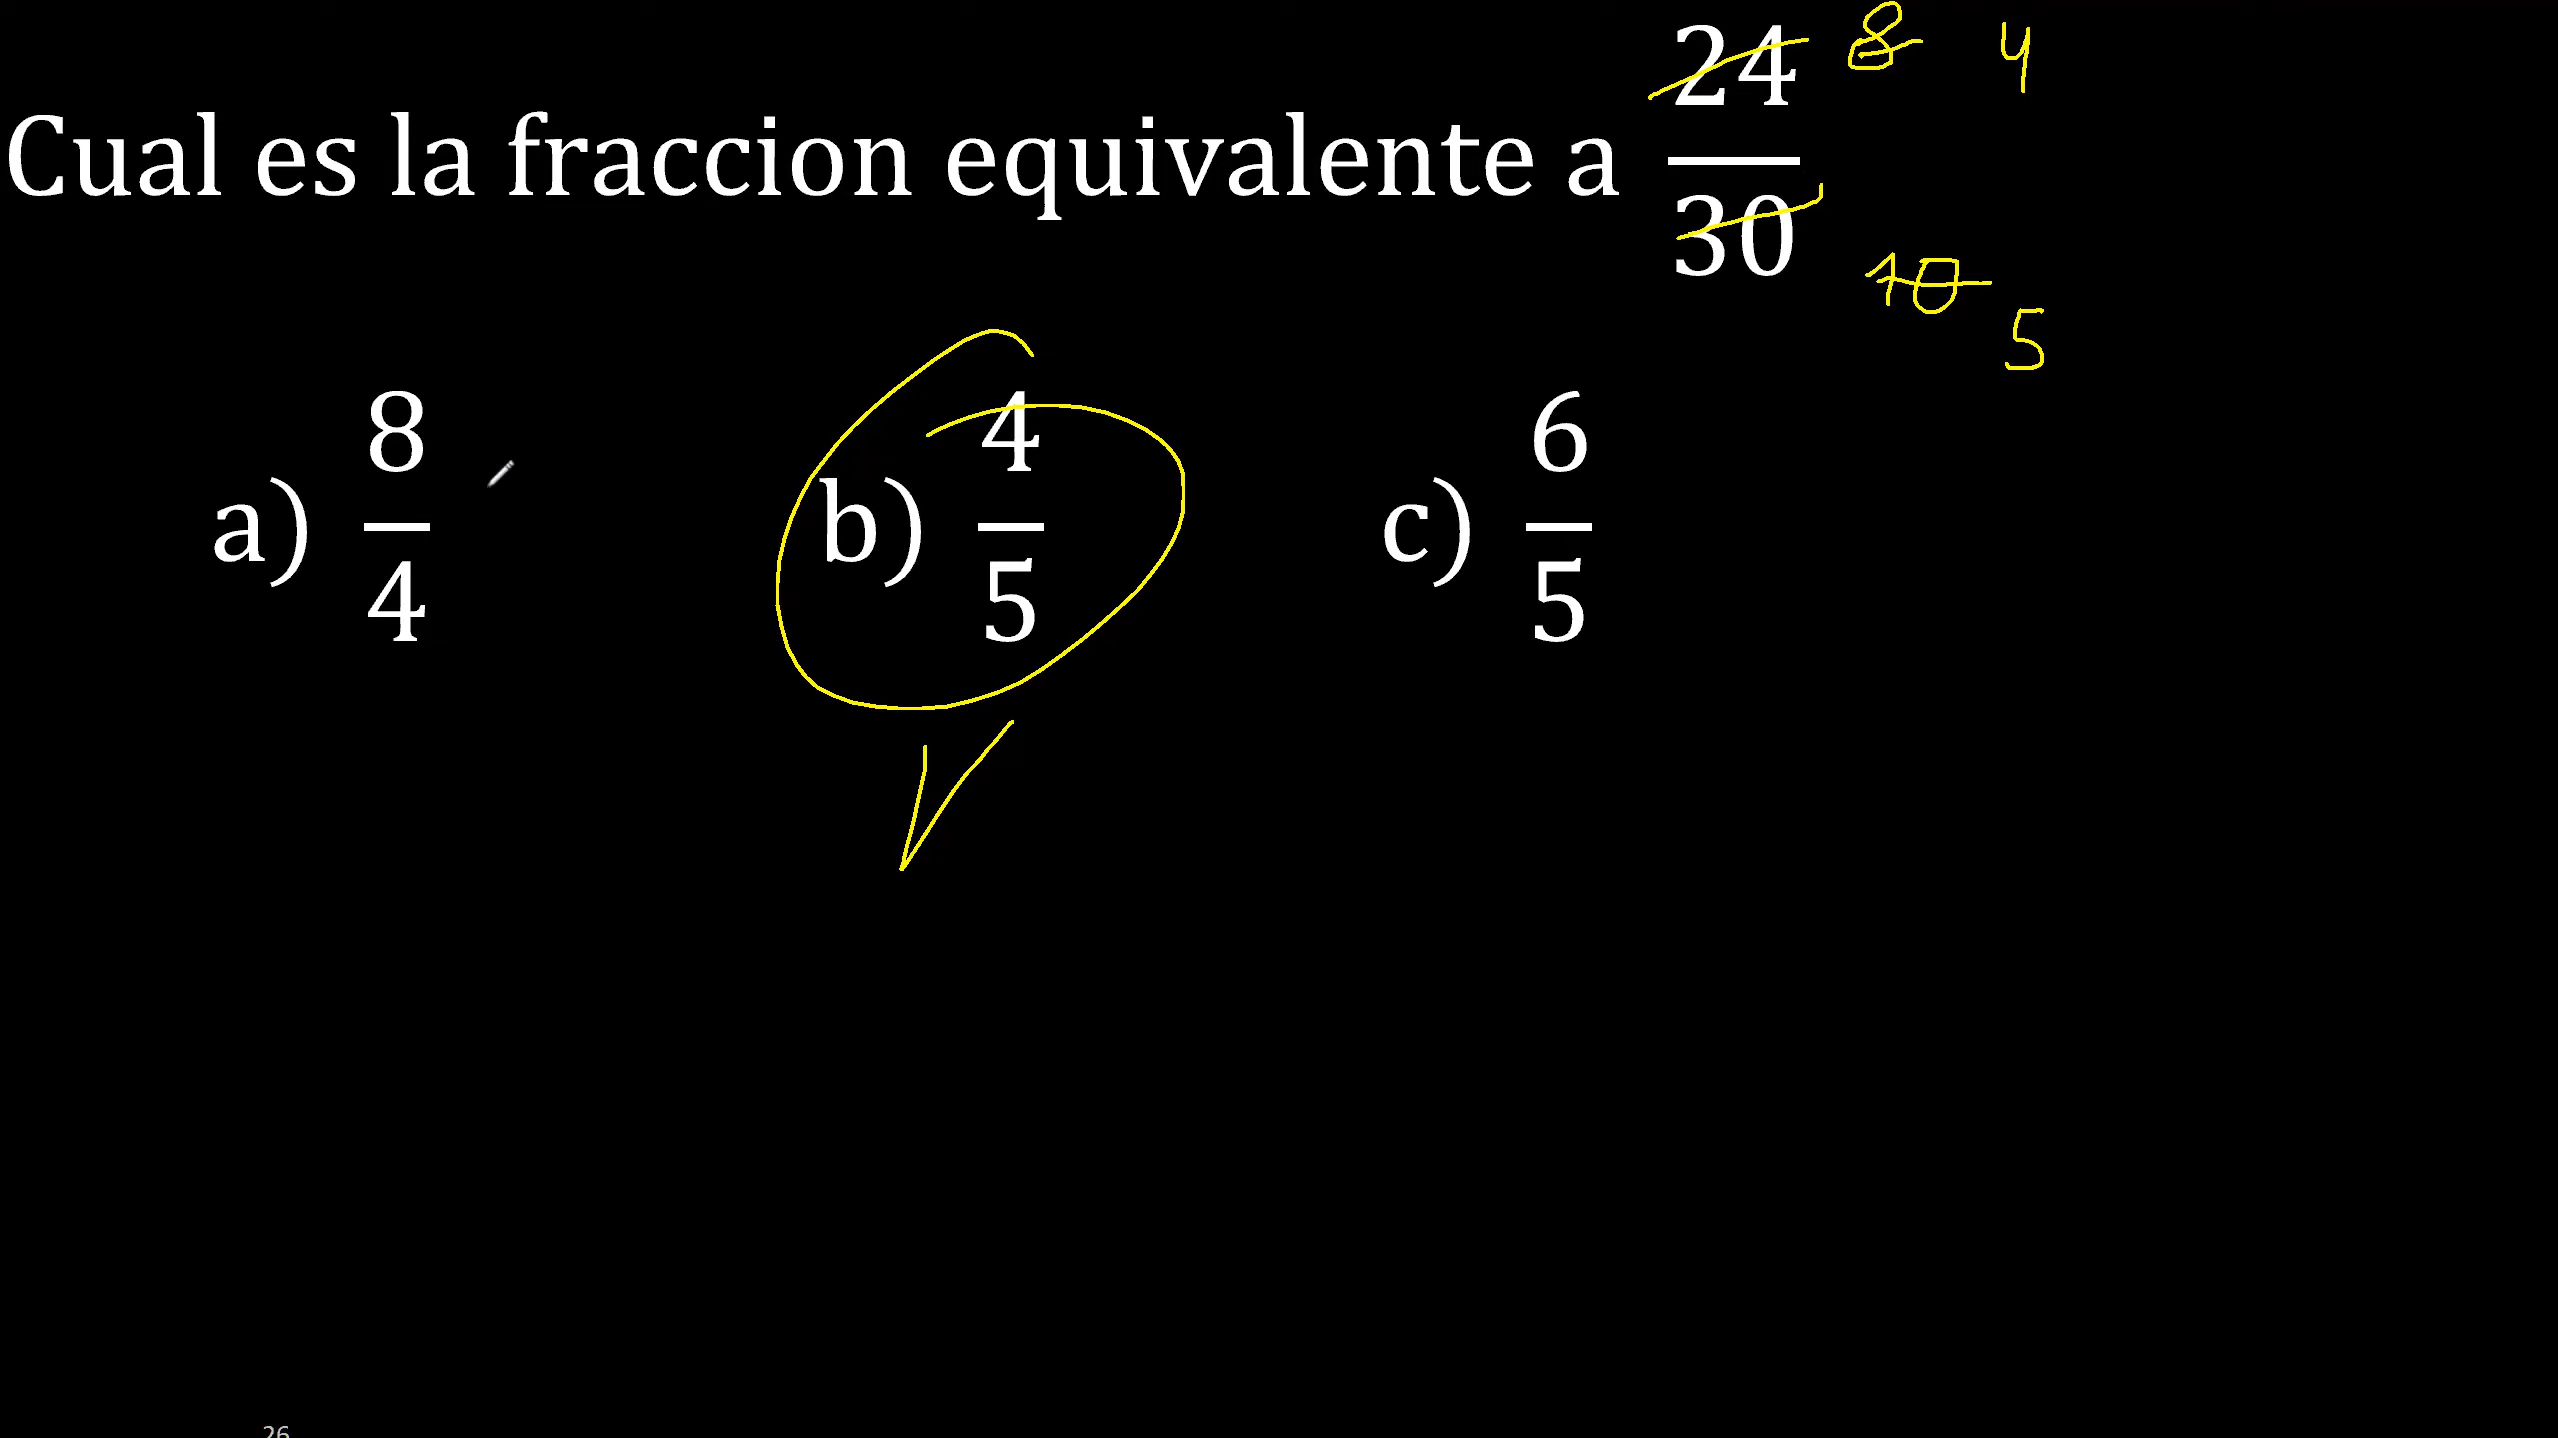 Cual es la fraccion equivalente a 24/30 8 4
10 5
a) 8/4 b) 4/5 c) 6/5
26